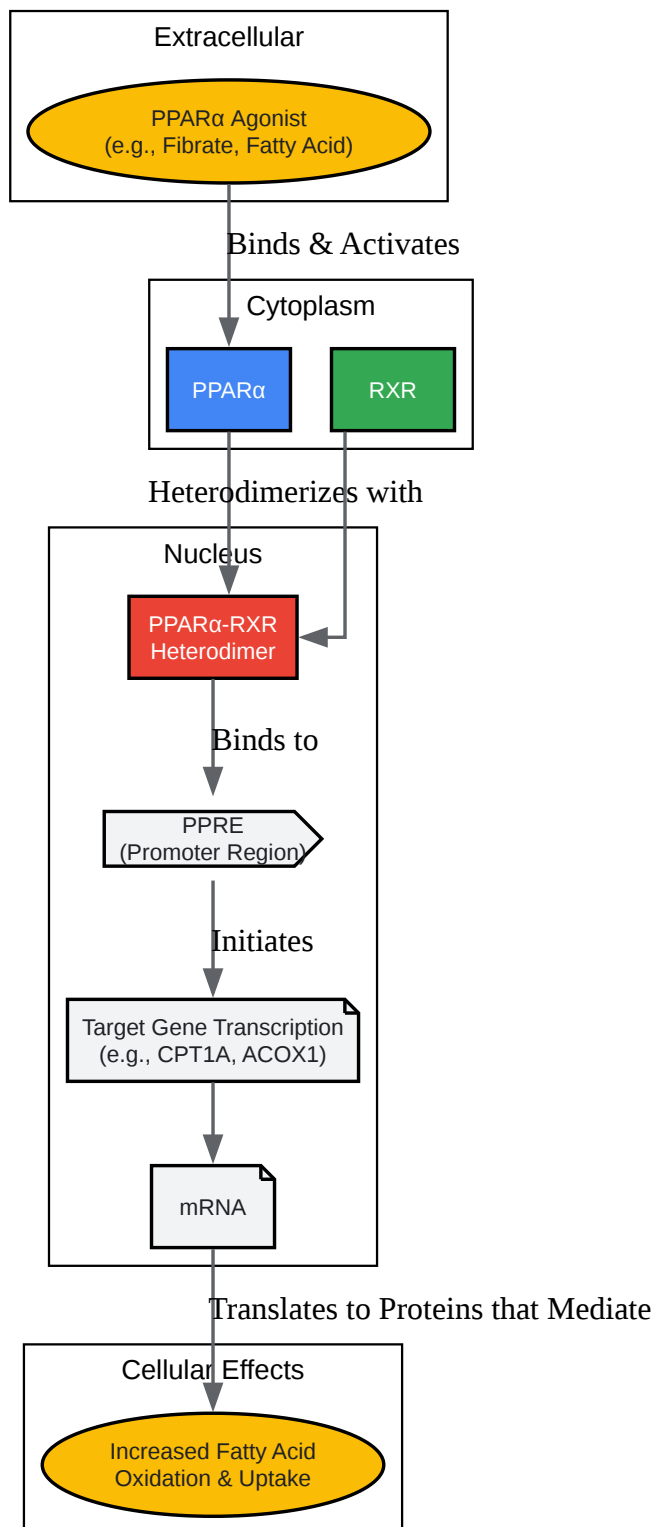 Extracellular
PPARα Agonist
(e.g., Fibrate, Fatty Acid)
Binds & Activates
Cytoplasm
PPARα
RXR
Heterodimerizes with
Nucleus
PPARα-RXR
Heterodimer
Binds to
PPRE
(Promoter Region)
Initiates
Target Gene Transcription
(e.g., CPT1A, ACOX1)
mRNA
Translates to Proteins that Mediate
Cellular Effects
Increased Fatty Acid
Oxidation & Uptake